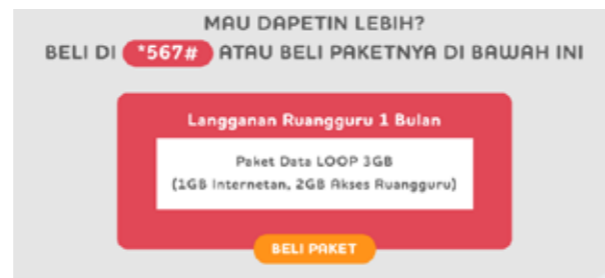 MAU DAPETIN LEBIH?
BELI DI *567# ATAU BELI PAKETNYA DI BAWAH INI
Langganan Ruangguru 1 Bulan
Paket Data LOOP 3GB
(1GB Internetan, 2GB Akses Ruangguru)
BELI PAKET